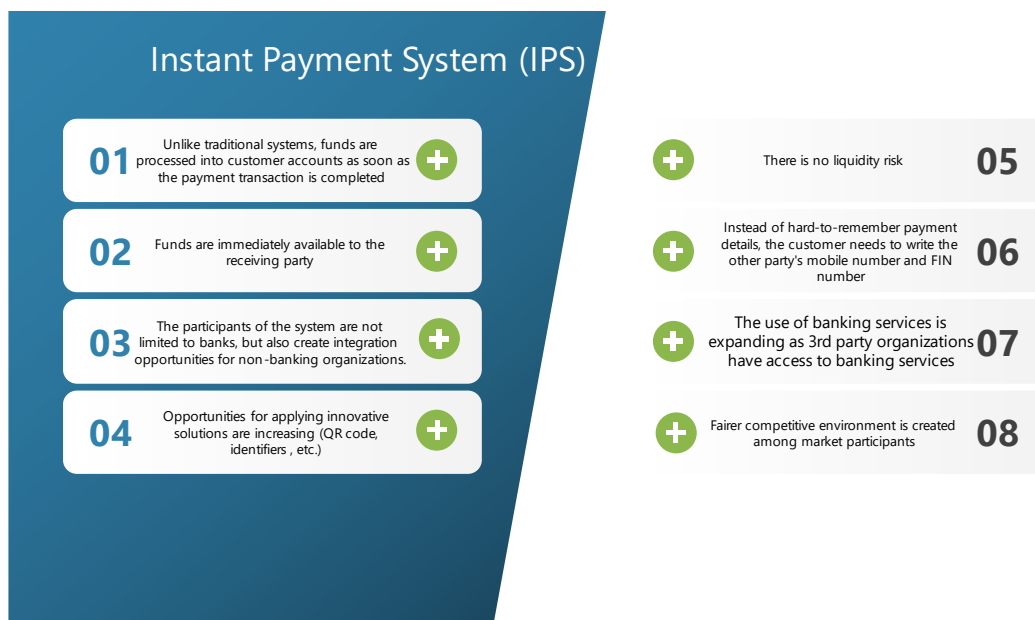 Instant Payment System (IPS)
01
Unlike traditional systems, funds are
processed into customer accounts as soon as
the payment transaction is completed
02
Funds are immediately available to the
receiving party
03
The participants of the system are not
limited to banks, but also create integration
opportunities for non-banking organizations.
04
Opportunities for applying innovative
solutions are increasing (QR code,
identifiers , etc.)
There is no liquidity risk
05
Instead of hard-to-remember payment
details, the customer needs to write the
other party's mobile number and FIN
number
06
The use of banking services is
expanding as 3rd party organizations
have access to banking services
07
Fairer competitive environment is created
among market participants
08